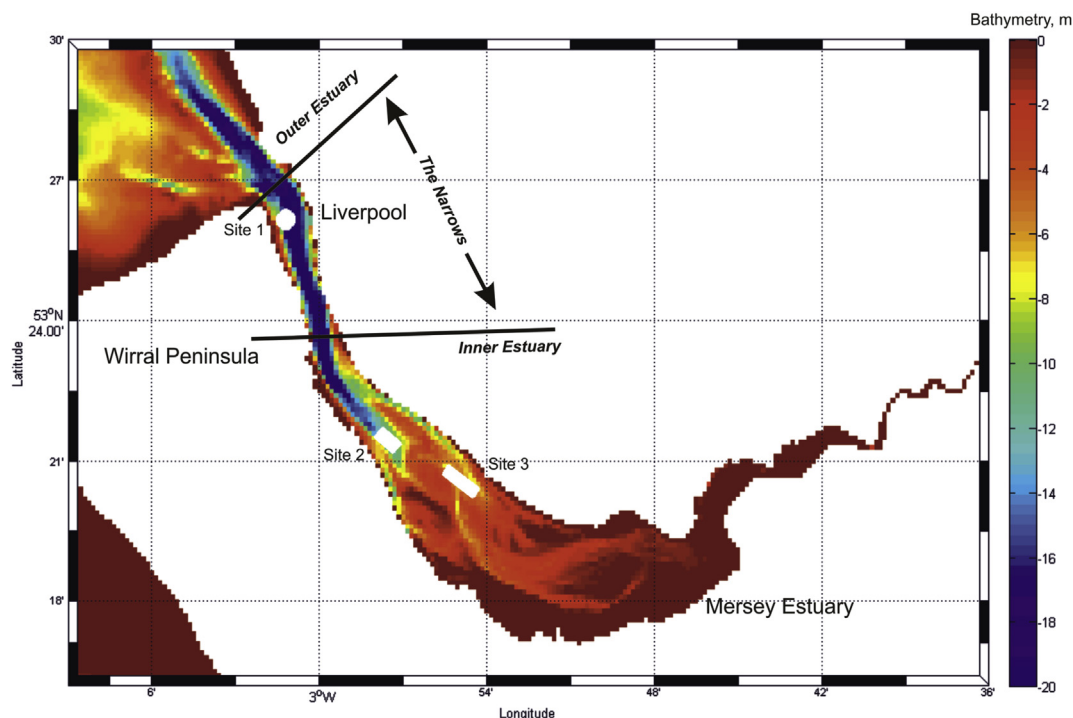 Bathymetry, m
30'
27'
53°N
24.00'
21'
18'
Latitude
Outer Estuary
The Narrows
Liverpool
Site 1
Wirral Peninsula
Inner Estuary
Site 2
Site 3
Mersey Estuary
6'
3°W
54'
48'
42'
36'
Longitude
0
-2
-4
-6
-8
-10
-12
-14
-16
-18
-20